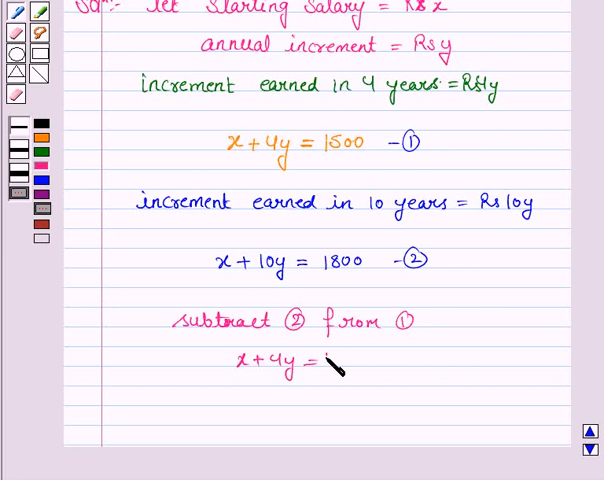 Solⁿ:- Let Starting Salary = Rs x
annual increment = Rs y
increment earned in 4 years = Rs 4y
x + 4y = 1500 - ①
increment earned in 10 years = Rs 10y
x + 10y = 1800 - ②
subtract ② from ①
x + 4y =